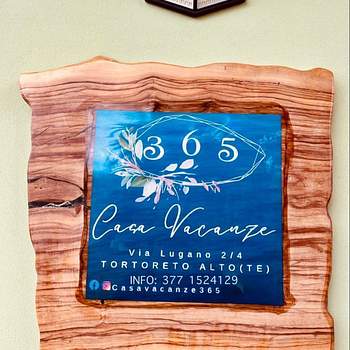 365
Casa Vacanze
Via Lugano 2/4
TORTORETO ALTO(TE)
INFO: 377 1524129
Casavacanze365